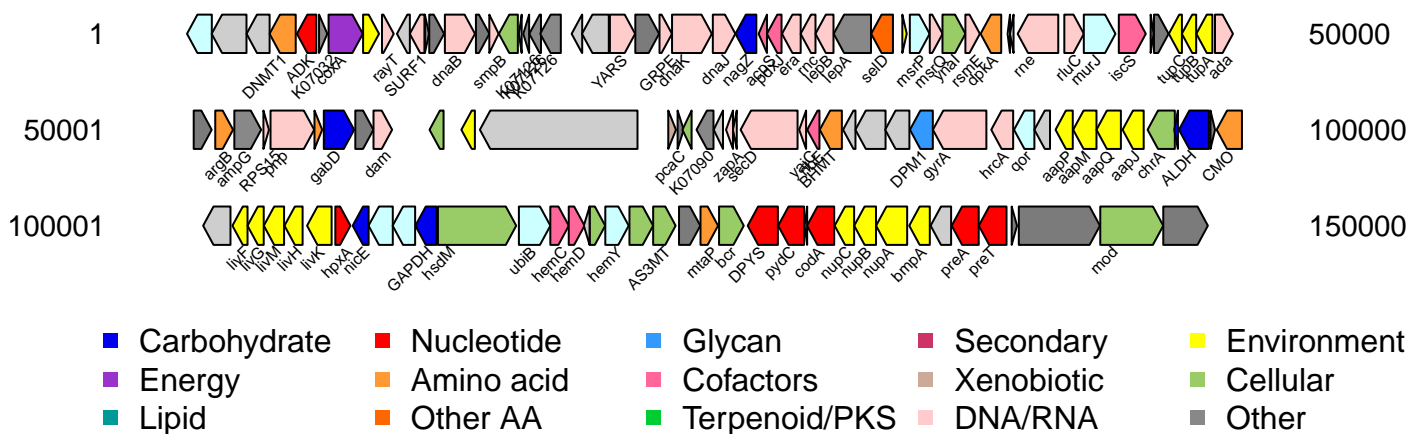 1 50000
DNMT1 ADK K07032 coxA rayT SURF1 dnaB smpB YARS GRPE dnaK dnaJ nadZ acpS pdxJ era rnc lepB lepA selD msrP msrQ ynaI rsmE dpkA rne rluC murJ iscS tupC tupB tupA ada
50001 100000
argB ampG RPS15 pnp gabD dam pcaC K07090 zapA secD yajC BHMT DPM1 gyrA hrcA qor aapP aapM aapQ aapJ chrA ALDH CMO
100001 150000
livF livG livM livH livK hpxA nicE GAPDH hsdM ubiB hemC hemD hemY AS3MT mtaP bcr DPYS pydC codA nupC nupB nupA bmpA preA preT mod
Carbohydrate Nucleotide Glycan Secondary Environment
Energy Amino acid Cofactors Xenobiotic Cellular
Lipid Other AA Terpenoid/PKS DNA/RNA Other